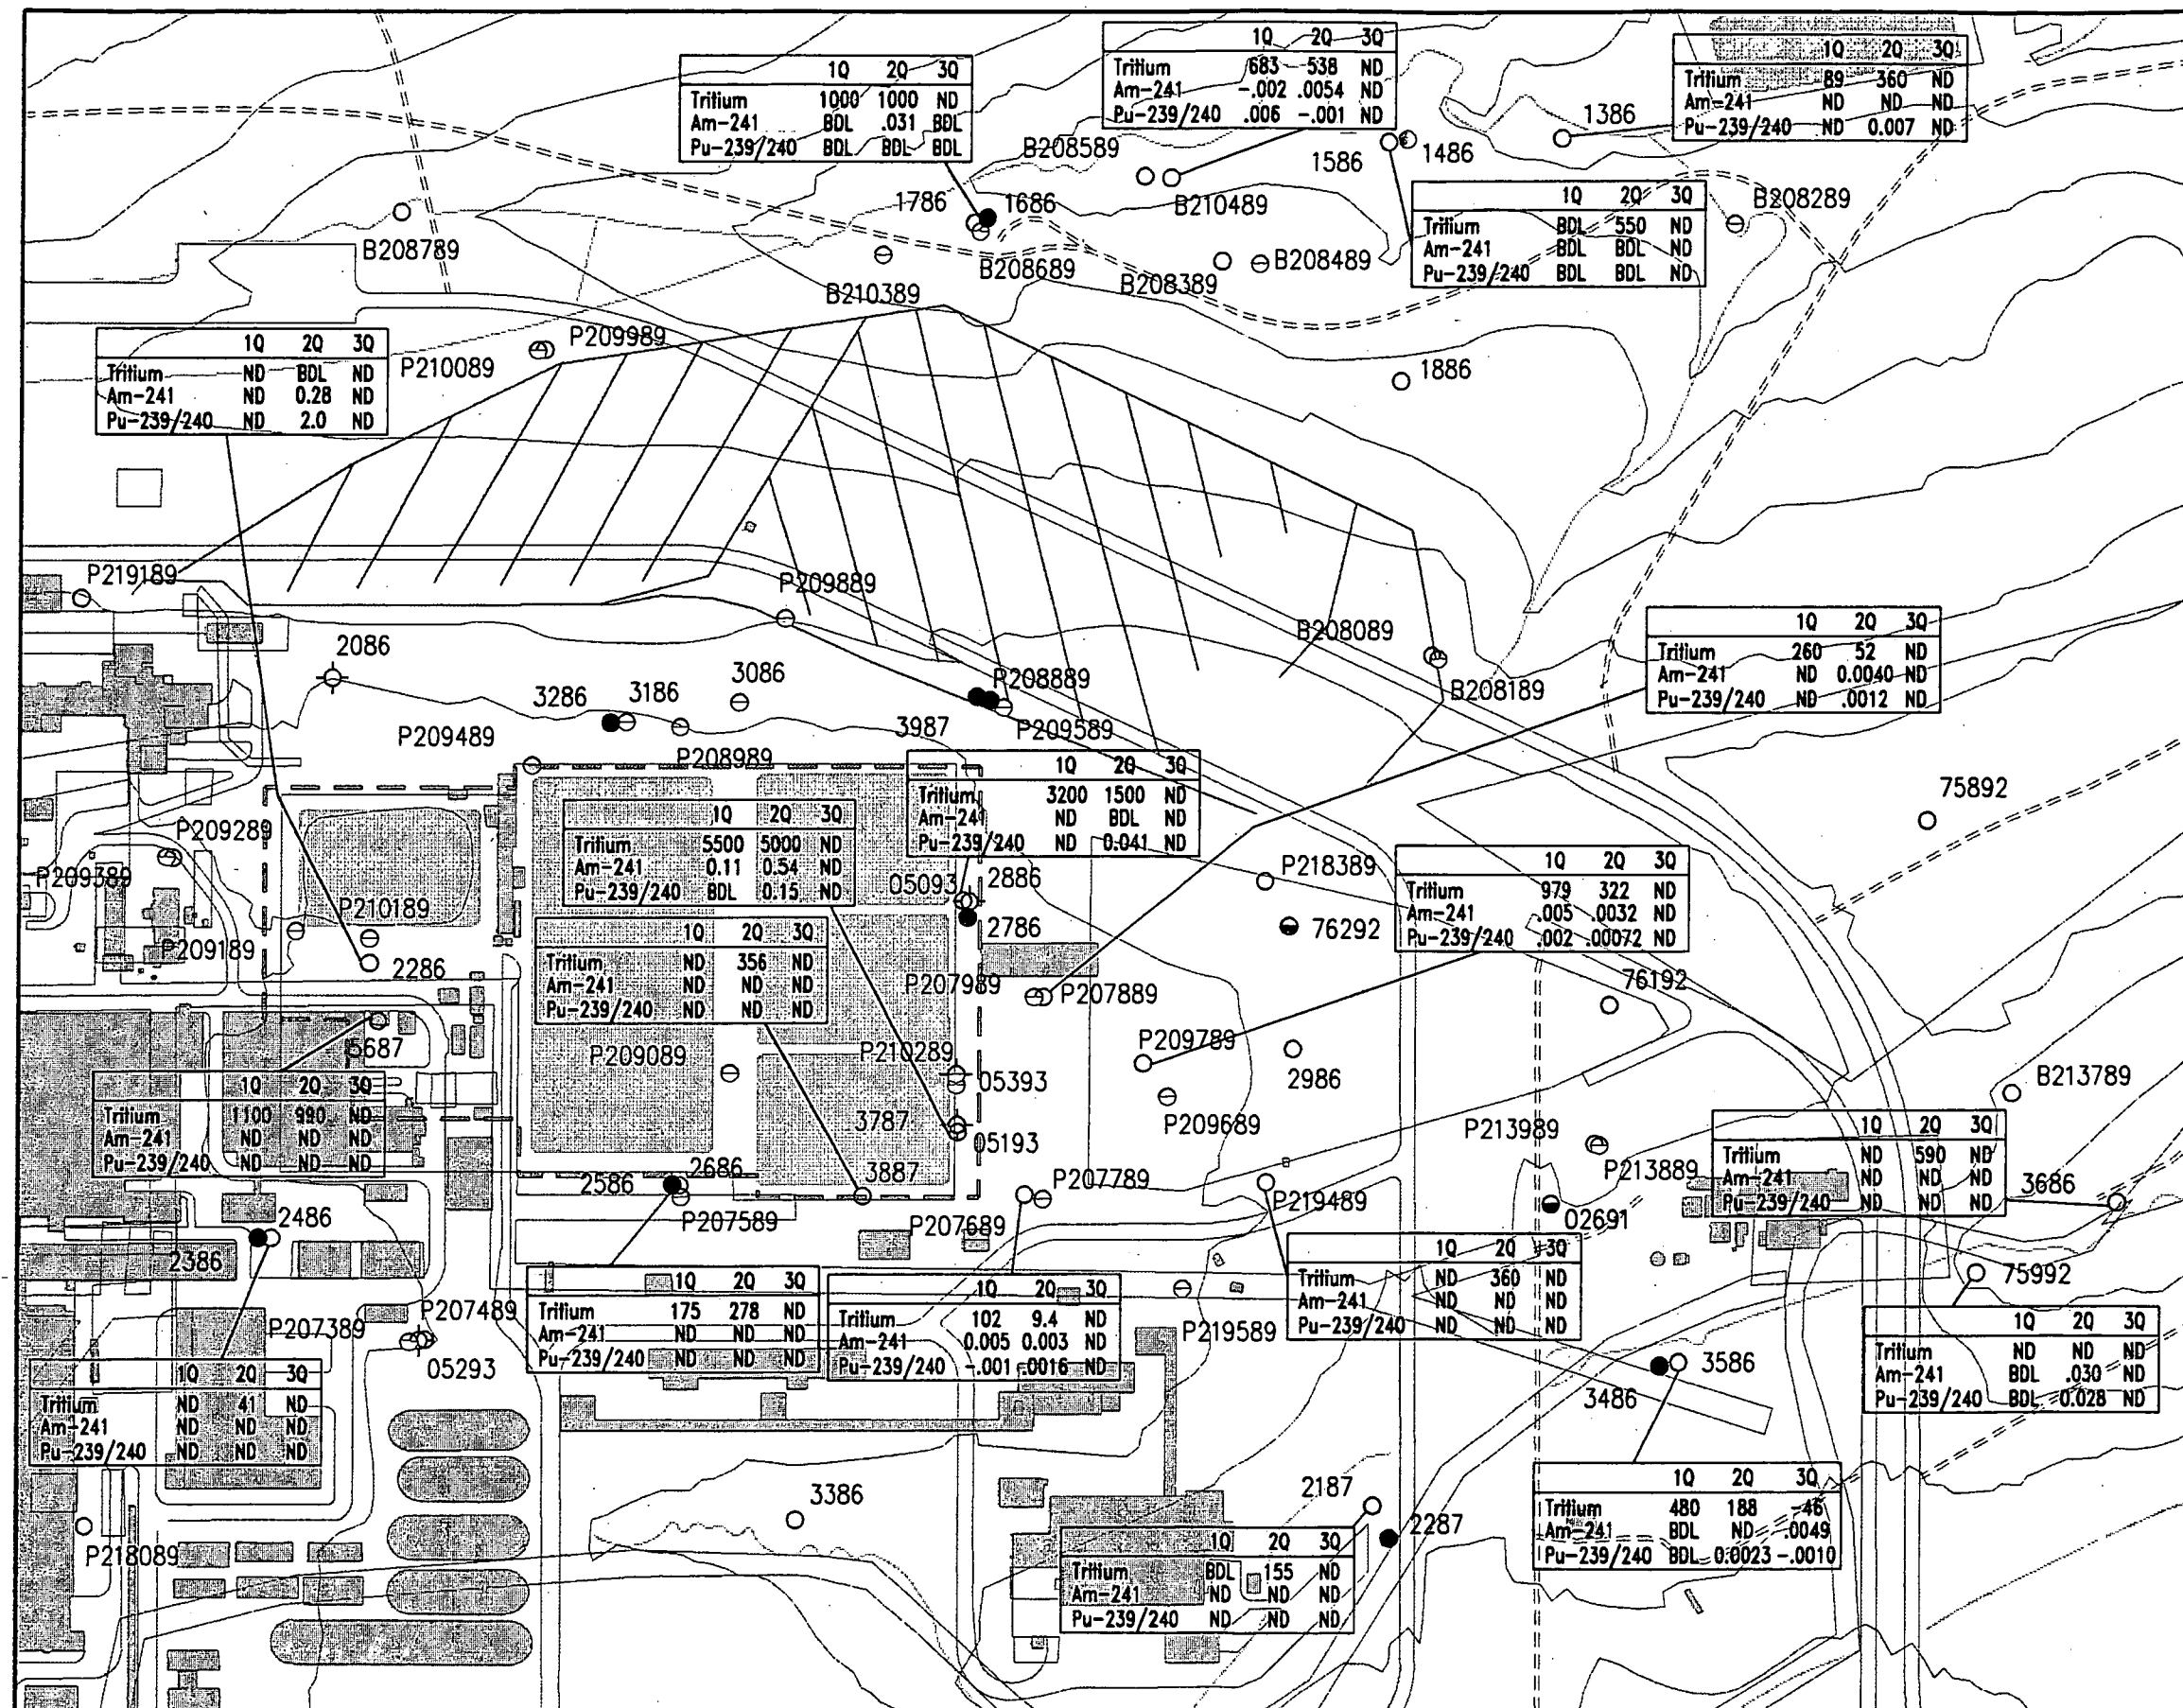 1Q 2Q 3Q
Tritium 683 538 ND
Am-241 -.002 .0054 ND
Pu-239/240 .006 -.001 ND
1Q 2Q 3Q
Tritium 89 360 ND
Am-241 ND ND ND
Pu-239/240 ND 0.007 ND
1Q 2Q 3Q
Tritium 1000 1000 ND
Am-241 BDL .031 BDL
Pu-239/240 BDL BDL BDL
1386
B208589
1586
1486
1786
1686
B210489
B208289
B208789
B210389
B208689
B208389
B208489
1Q 2Q 3Q
Tritium BDL 550 ND
Am-241 BDL BDL ND
Pu-239/240 BDL BDL ND
P209989
P210089
1886
1Q 2Q 3Q
Tritium ND BDL ND
Am-241 ND 0.28 ND
Pu-239/240 ND 2.0 ND
P219189
P209889
2086
B208089
B208189
3286
3186
3086
P208889
P209489
P208989
3987
P209589
1Q 2Q 3Q
Tritium 260 52 ND
Am-241 ND 0.0040 ND
Pu-239/240 ND .0012 ND
75892
1Q 2Q 3Q
Tritium 3200 1500 ND
Am-241 ND BDL ND
Pu-239/240 ND 0.041 ND
1Q 2Q 3Q
Tritium 5500 5000 ND
Am-241 0.11 0.54 ND
Pu-239/240 BDL 0.15 ND
P209289
P209389
P210189
P209189
2286
05093
2886
2786
P218389
76292
1Q 2Q 3Q
Tritium 979 322 ND
Am-241 .005 .0032 ND
Pu-239/240 .002 .00072 ND
1Q 2Q 3Q
Tritium ND 356 ND
Am-241 ND ND ND
Pu-239/240 ND ND ND
P207989
P207889
76192
5687
P209089
P210289
P209789
2986
05393
B213789
1Q 2Q 3Q
Tritium 1100 990 ND
Am-241 ND ND ND
Pu-239/240 ND ND ND
3787
05193
P209689
P213989
P213889
1Q 2Q 3Q
Tritium ND 590 ND
Am-241 ND ND ND
Pu-239/240 ND ND ND
3686
2586
2686
3887
P207789
P219489
02691
P207589
P207689
2486
2386
75992
1Q 2Q 3Q
Tritium ND 360 ND
Am-241 ND ND ND
Pu-239/240 ND ND ND
1Q 2Q 3Q
Tritium 175 278 ND
Am-241 ND ND ND
Pu-239/240 ND ND ND
1Q 2Q 3Q
Tritium 102 9.4 ND
Am-241 0.005 0.003 ND
Pu-239/240 -.001 .0016 ND
P207489
P207389
05293
P219589
3586
3486
1Q 2Q 3Q
Tritium ND ND ND
Am-241 BDL .030 ND
Pu-239/240 BDL 0.028 ND
1Q 2Q 3Q
Tritium ND 41 ND
Am-241 ND ND ND
Pu-239/240 ND ND ND
3386
2187
2287
P218089
1Q 2Q 3Q
Tritium 480 188 -46
Am-241 BDL ND .0049
Pu-239/240 BDL 0.0023 -.0010
1Q 2Q 3Q
Tritium BDL 155 ND
Am-241 ND ND ND
Pu-239/240 ND ND ND